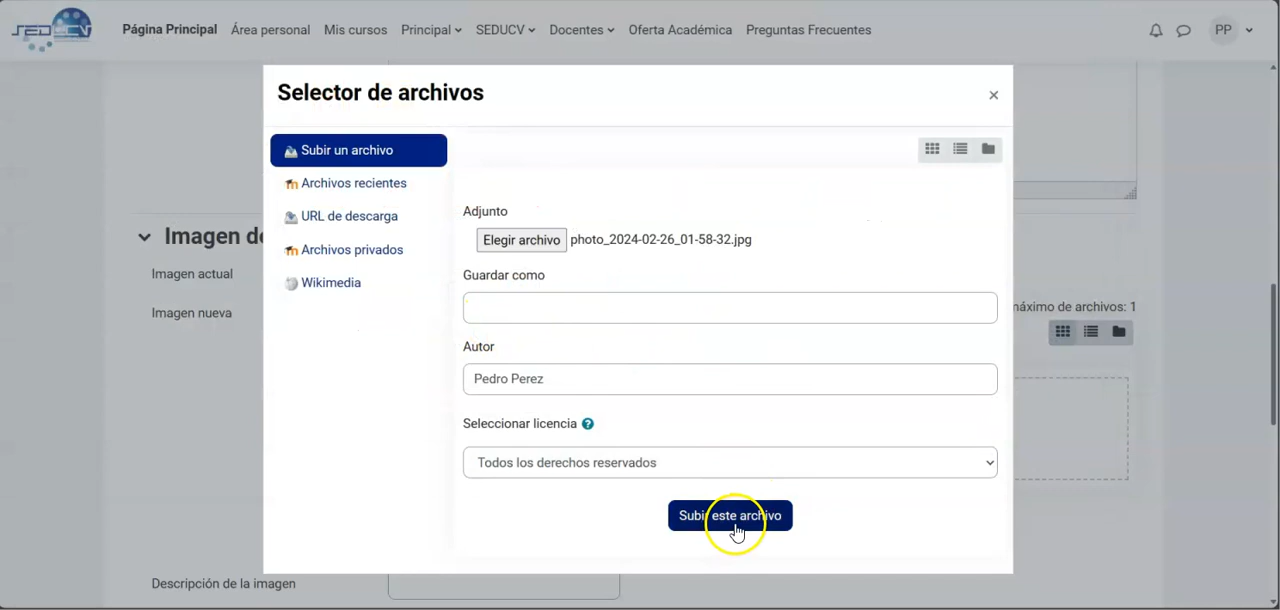 SEDUCV
Página Principal
Área personal
Mis cursos
Principal
SEDUCV
Docentes
Oferta Académica
Preguntas Frecuentes
PP
Selector de archivos
×
Subir un archivo
Archivos recientes
URL de descarga
Archivos privados
Wikimedia
Adjunto
Elegir archivo photo_2024-02-26_01-58-32.jpg
Guardar como
Autor
Pedro Perez
Seleccionar licencia ?
Todos los derechos reservados
Subir este archivo
Imagen de
Imagen actual
Imagen nueva
máximo de archivos: 1
Descripción de la imagen